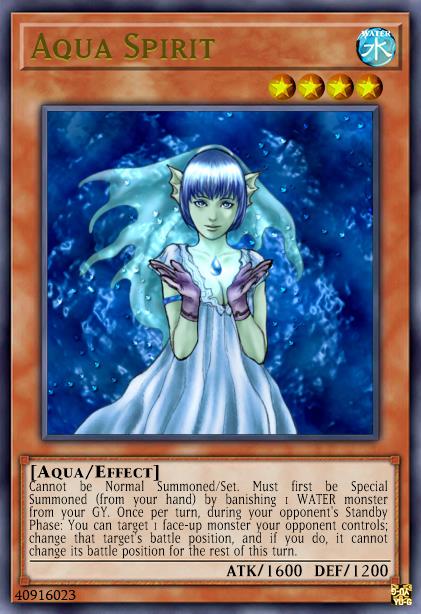 Aqua Spirit
WATER
水
[Aqua/Effect]
Cannot be Normal Summoned/Set. Must first be Special
Summoned (from your hand) by banishing 1 WATER monster
from your GY. Once per turn, during your opponent's Standby
Phase: You can target 1 face-up monster your opponent controls;
change that target's battle position, and if you do, it cannot
change its battle position for the rest of this turn.
ATK/1600 DEF/1200
40916023